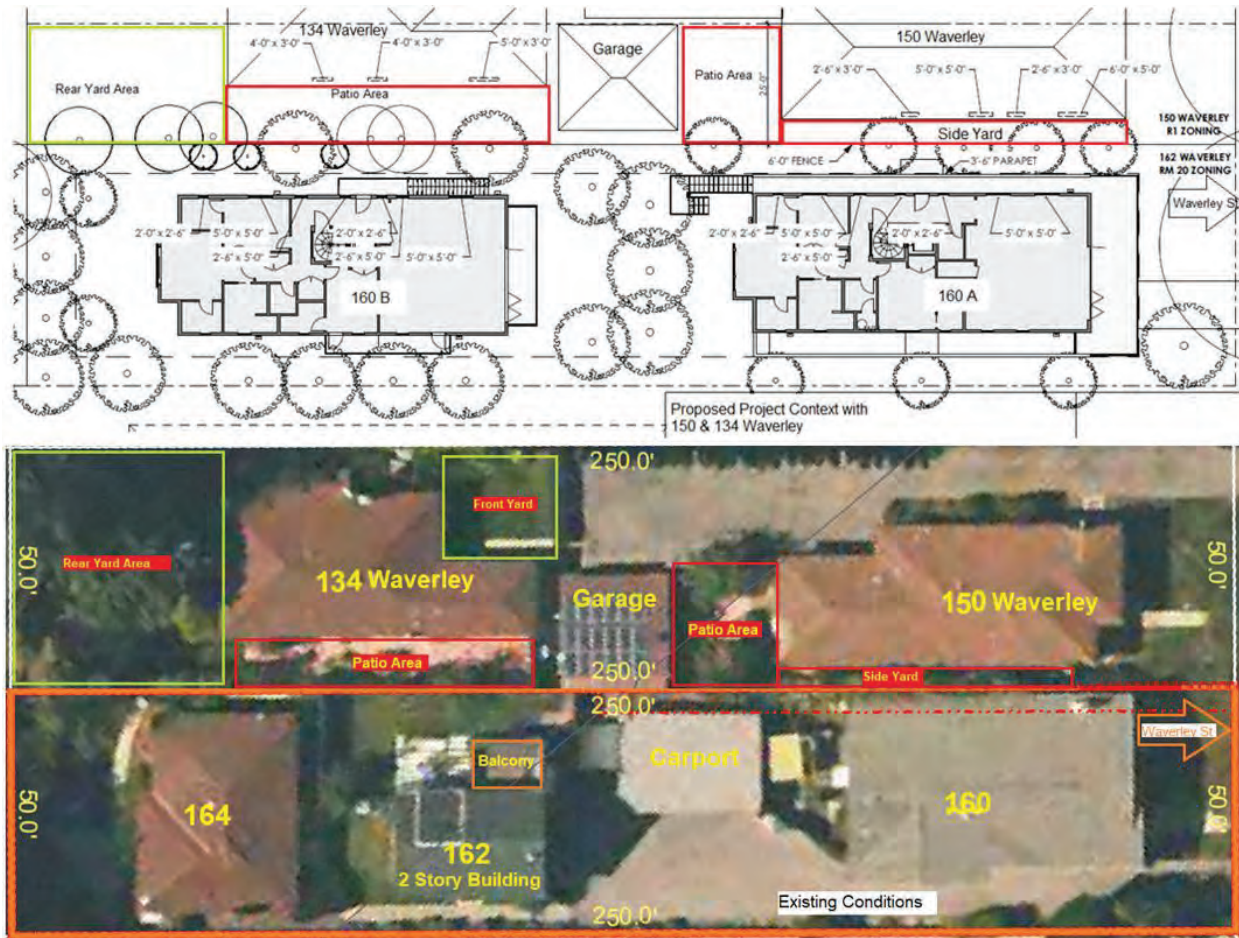 134 Waverley
4'-0" x 3'-0"
4'-0" x 3'-0"
5'-0" x 3'-0"
Rear Yard Area
Patio Area
Garage
Patio Area
25'-0"
150 Waverley
2'-6" x 3'-0"
5'-0" x 5'-0"
2'-6" x 3'-0"
6'-0" x 5'-0"
Side Yard
6'-0" FENCE
3'-6" PARAPET
150 WAVERLEY
R1 ZONING
162 WAVERLEY
RM 20 ZONING
Waverley St
2'-0" x 2'-6"
5'-0" x 5'-0"
2'-0" x 2'-6"
2'-6" x 5'-0"
2'-6" x 5'-0"
5'-0" x 5'-0"
160 B
2'-0" x 2'-6"
5'-0" x 5'-0"
2'-0" x 2'-6"
5'-0" x 5'-0"
2'-6" x 5'-0"
160 A
Proposed Project Context with
150 & 134 Waverley
250.0'
50.0'
Rear Yard Area
Front Yard
134 Waverley
Garage
Patio Area
Patio Area
150 Waverley
Side Yard
50.0'
250.0'
250.0'
50.0'
164
Balcony
162
2 Story Building
Carport
160
Waverley St
50.0'
250.0'
Existing Conditions